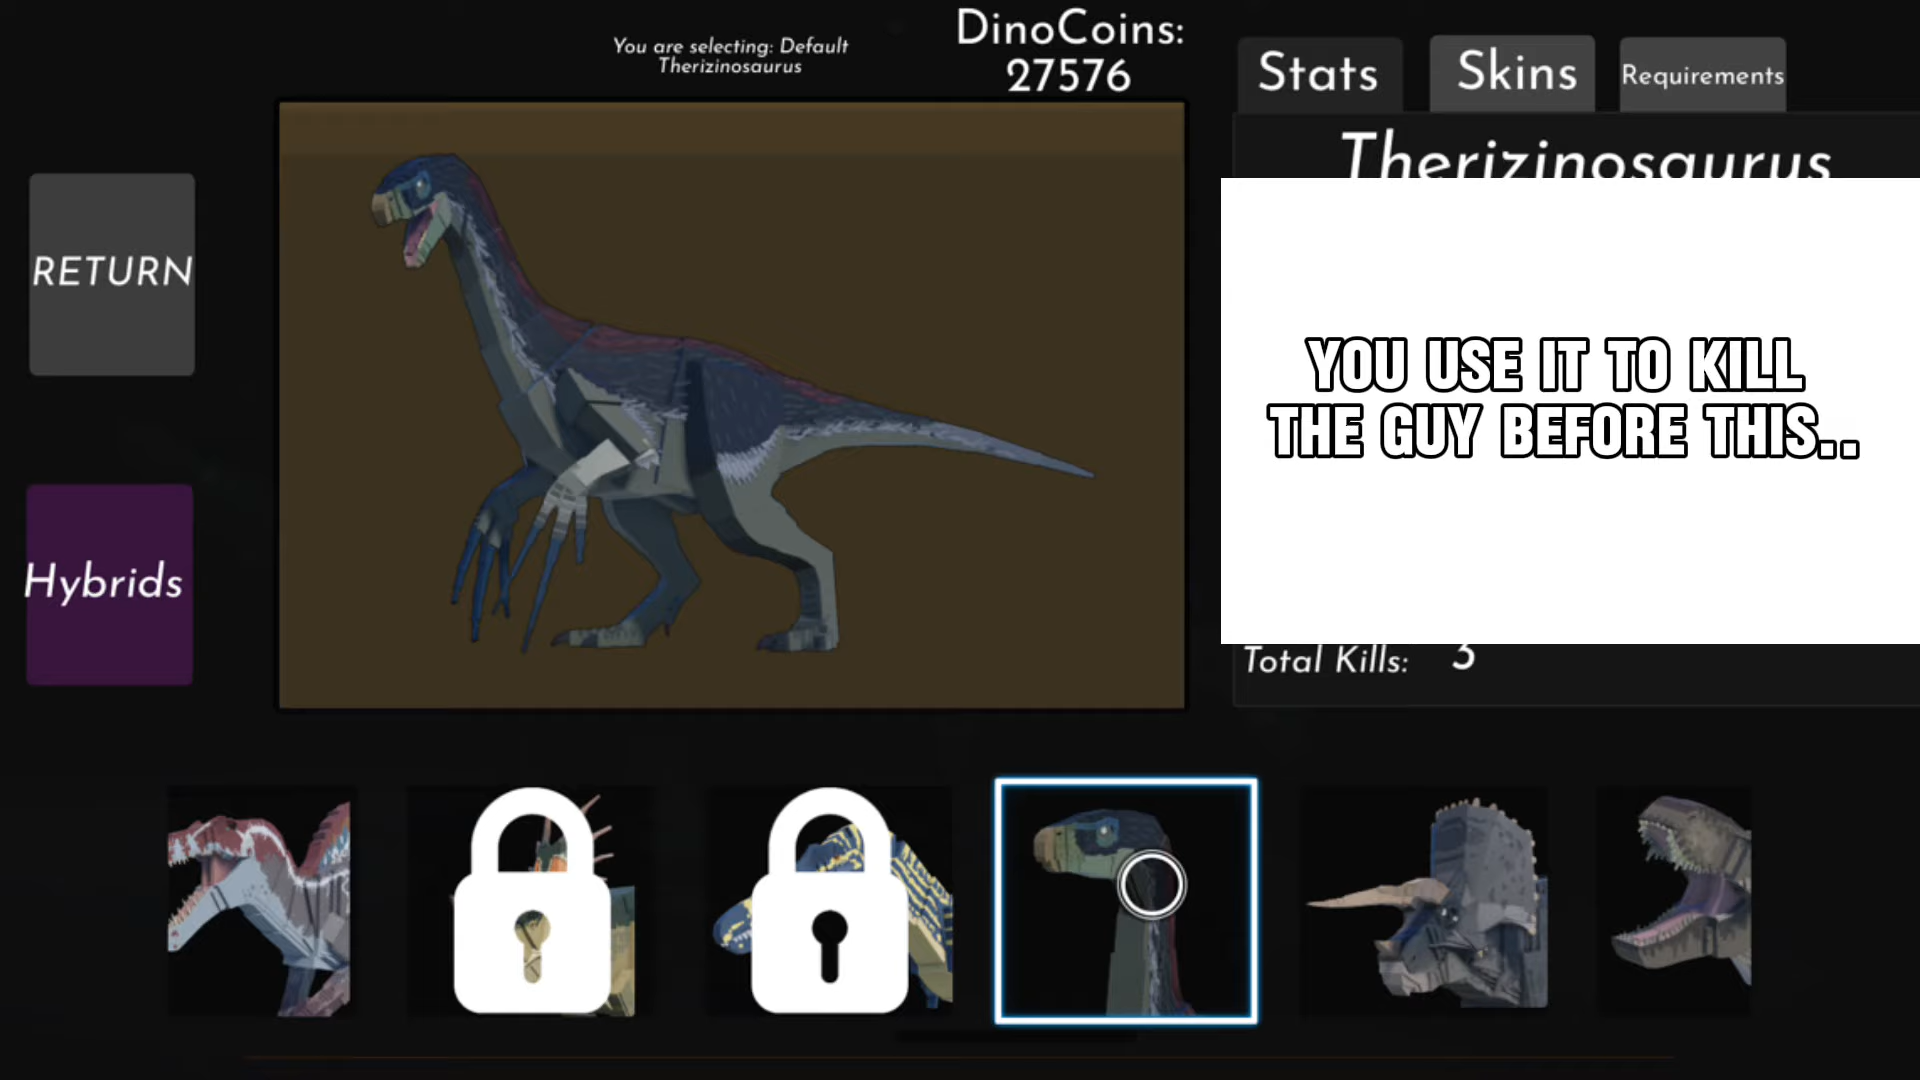 You are selecting: Default
Therizinosaurus
DinoCoins:
27576
Stats
Skins
Requirements
Therizinosaurus
RETURN
YOU USE IT TO KILL
THE GUY BEFORE THIS..
Hybrids
Total Kills: 3